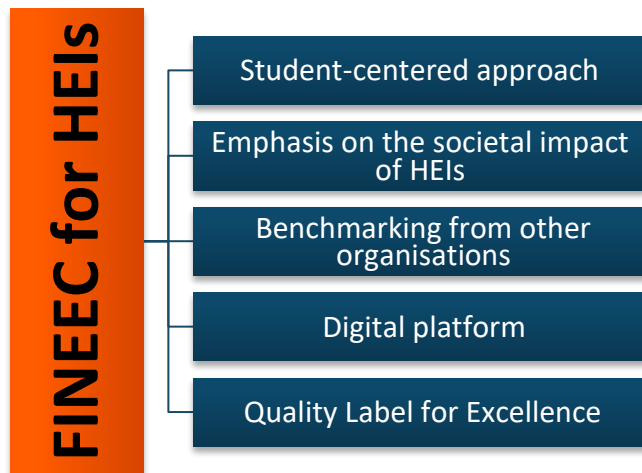 FINEEC for HEIs
Student-centered approach
Emphasis on the societal impact
of HEIs
Benchmarking from other
organisations
Digital platform
Quality Label for Excellence